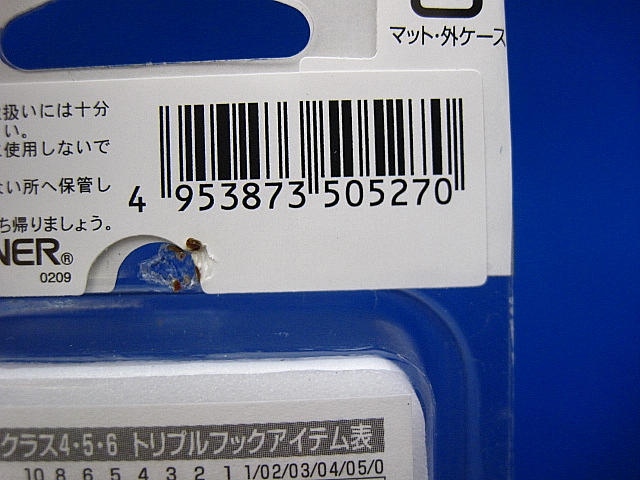 マット・外ケース
扱いには十分
い。
使用しないで
い所へ保管し
ち帰りましょう。
NER®
0209
4 953873 505270
クラス4・5・6 トリプルフックアイテム表
10 8 6 5 4 3 2 1 1/0 2/0 3/0 4/0 5/0